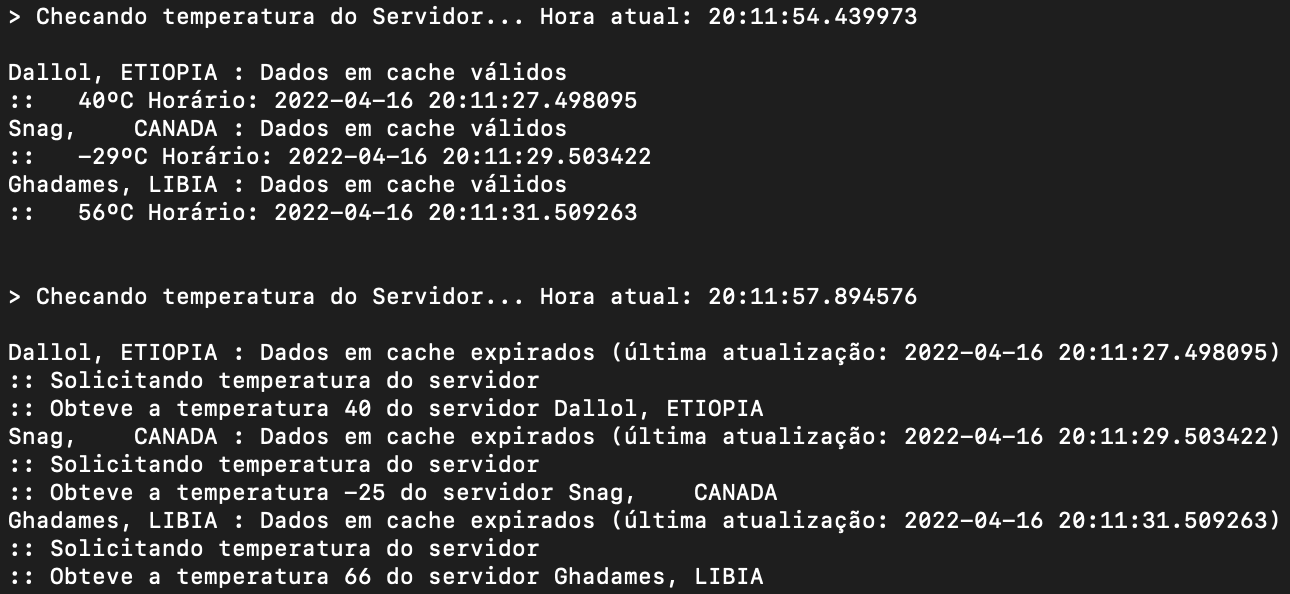 > Checando temperatura do Servidor... Hora atual: 20:11:54.439973
Dallol, ETIOPIA : Dados em cache válidos
::   40ºC Horário: 2022-04-16 20:11:27.498095
Snag,    CANADA : Dados em cache válidos
::   -29ºC Horário: 2022-04-16 20:11:29.503422
Ghadames, LIBIA : Dados em cache válidos
::   56ºC Horário: 2022-04-16 20:11:31.509263
> Checando temperatura do Servidor... Hora atual: 20:11:57.894576
Dallol, ETIOPIA : Dados em cache expirados (última atualização: 2022-04-16 20:11:27.498095)
:: Solicitando temperatura do servidor
:: Obteve a temperatura 40 do servidor Dallol, ETIOPIA
Snag,    CANADA : Dados em cache expirados (última atualização: 2022-04-16 20:11:29.503422)
:: Solicitando temperatura do servidor
:: Obteve a temperatura -25 do servidor Snag,    CANADA
Ghadames, LIBIA : Dados em cache expirados (última atualização: 2022-04-16 20:11:31.509263)
:: Solicitando temperatura do servidor
:: Obteve a temperatura 66 do servidor Ghadames, LIBIA